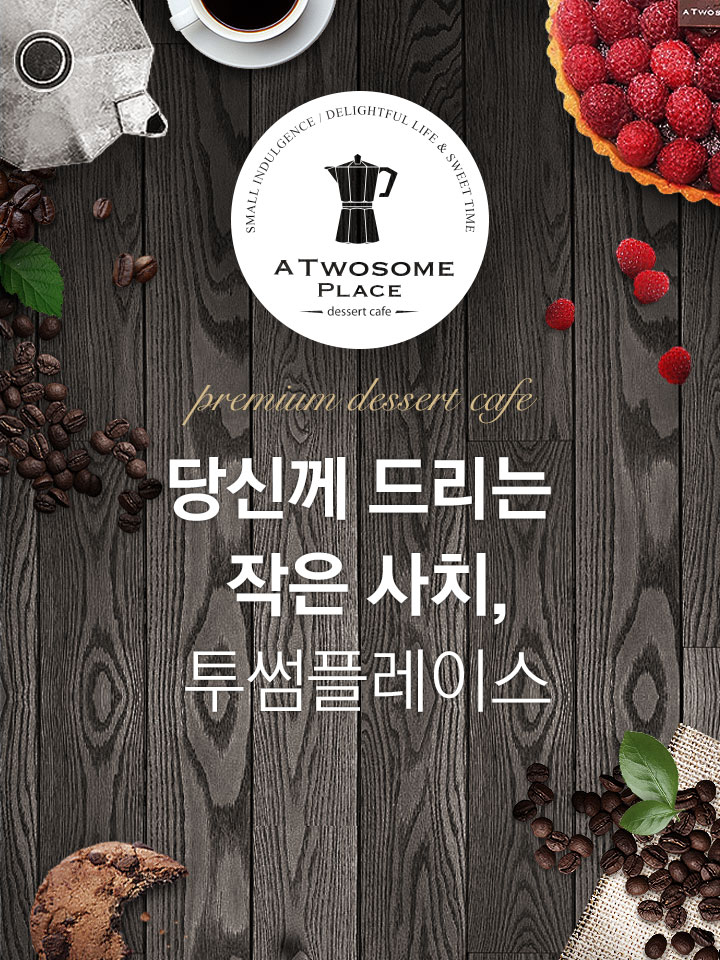 SMALL INDULGENCE / DELIGHTFUL LIFE & SWEET TIME
A TWOSOME
PLACE
dessert cafe
premium dessert cafe
당신께 드리는
작은 사치,
투썸플레이스